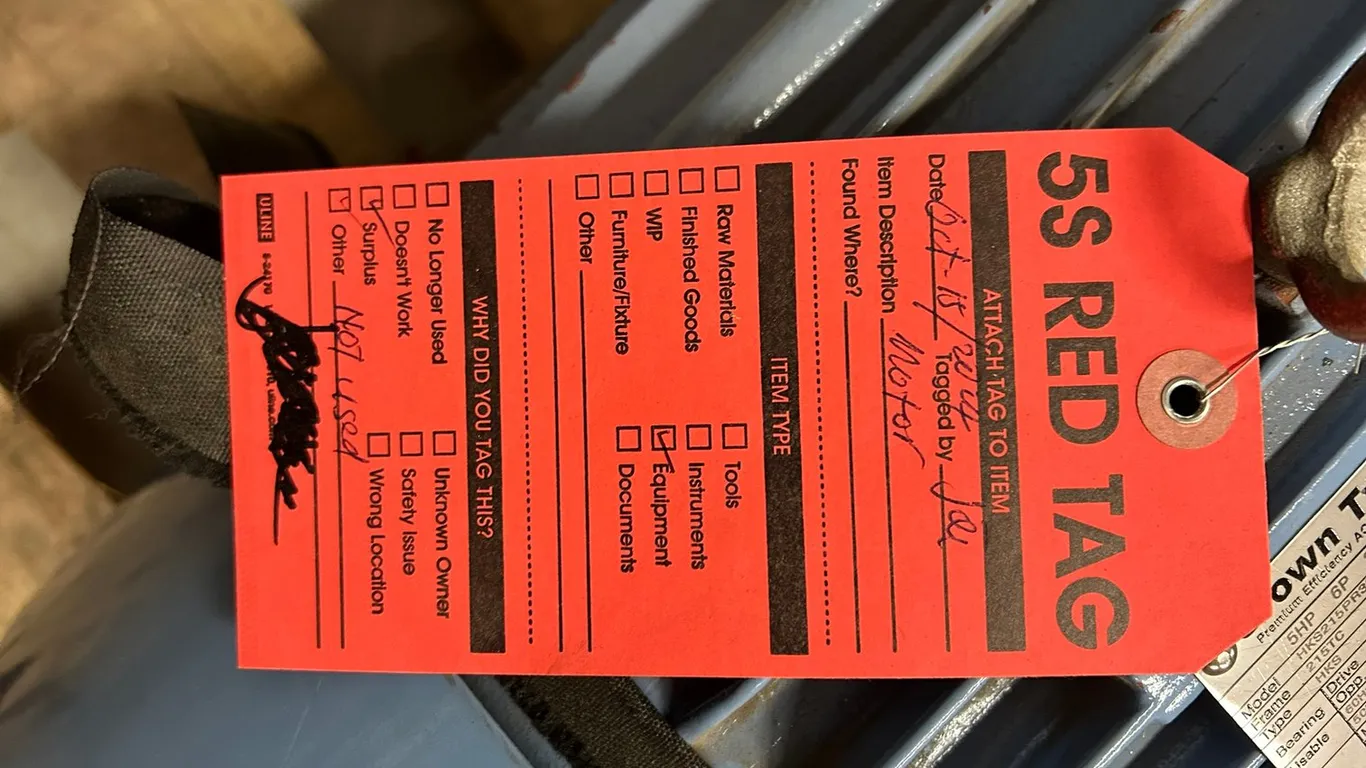 5S RED TAG
ATTACH TAG TO ITEM
Date Oct-18/2024 Tagged by Jay
Item Description Motor
Found Where?
ITEM TYPE
Raw Materials Tools
Finished Goods Instruments
WIP Equipment
Furniture/Fixture Documents
Other
WHY DID YOU TAG THIS?
No Longer Used Unknown Owner
Doesn't Work Safety Issue
Surplus Wrong Location
Other Not used
ULINE S-24470
own
Premium Efficiency
5HP 6P
Model
Frame 215TC
Type HKS
Bearing
Drive